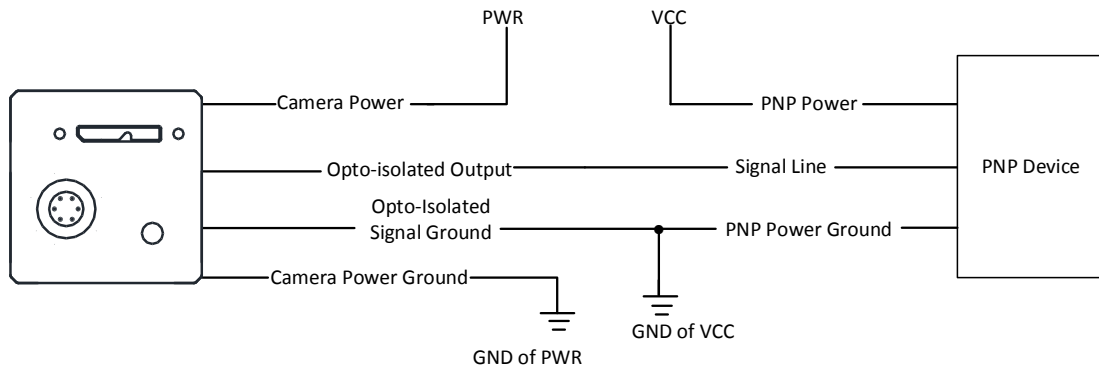 PWR
VCC
Camera Power
PNP Power
Opto-isolated Output
Signal Line
PNP Device
Opto-Isolated
Signal Ground
PNP Power Ground
Camera Power Ground
GND of VCC
GND of PWR